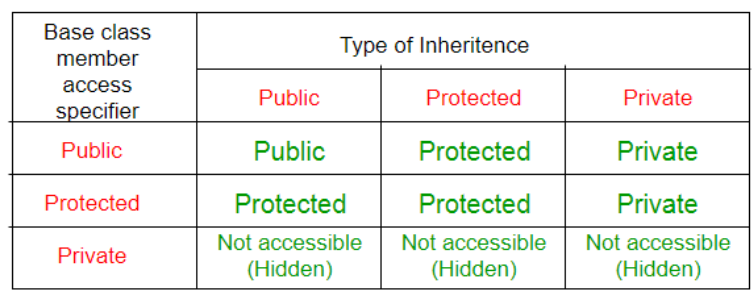 Base class
member
access
specifier
Type of Inheritence
Public Protected Private
Public Public Protected Private
Protected Protected Protected Private
Private Not accessible (Hidden) Not accessible (Hidden) Not accessible (Hidden)